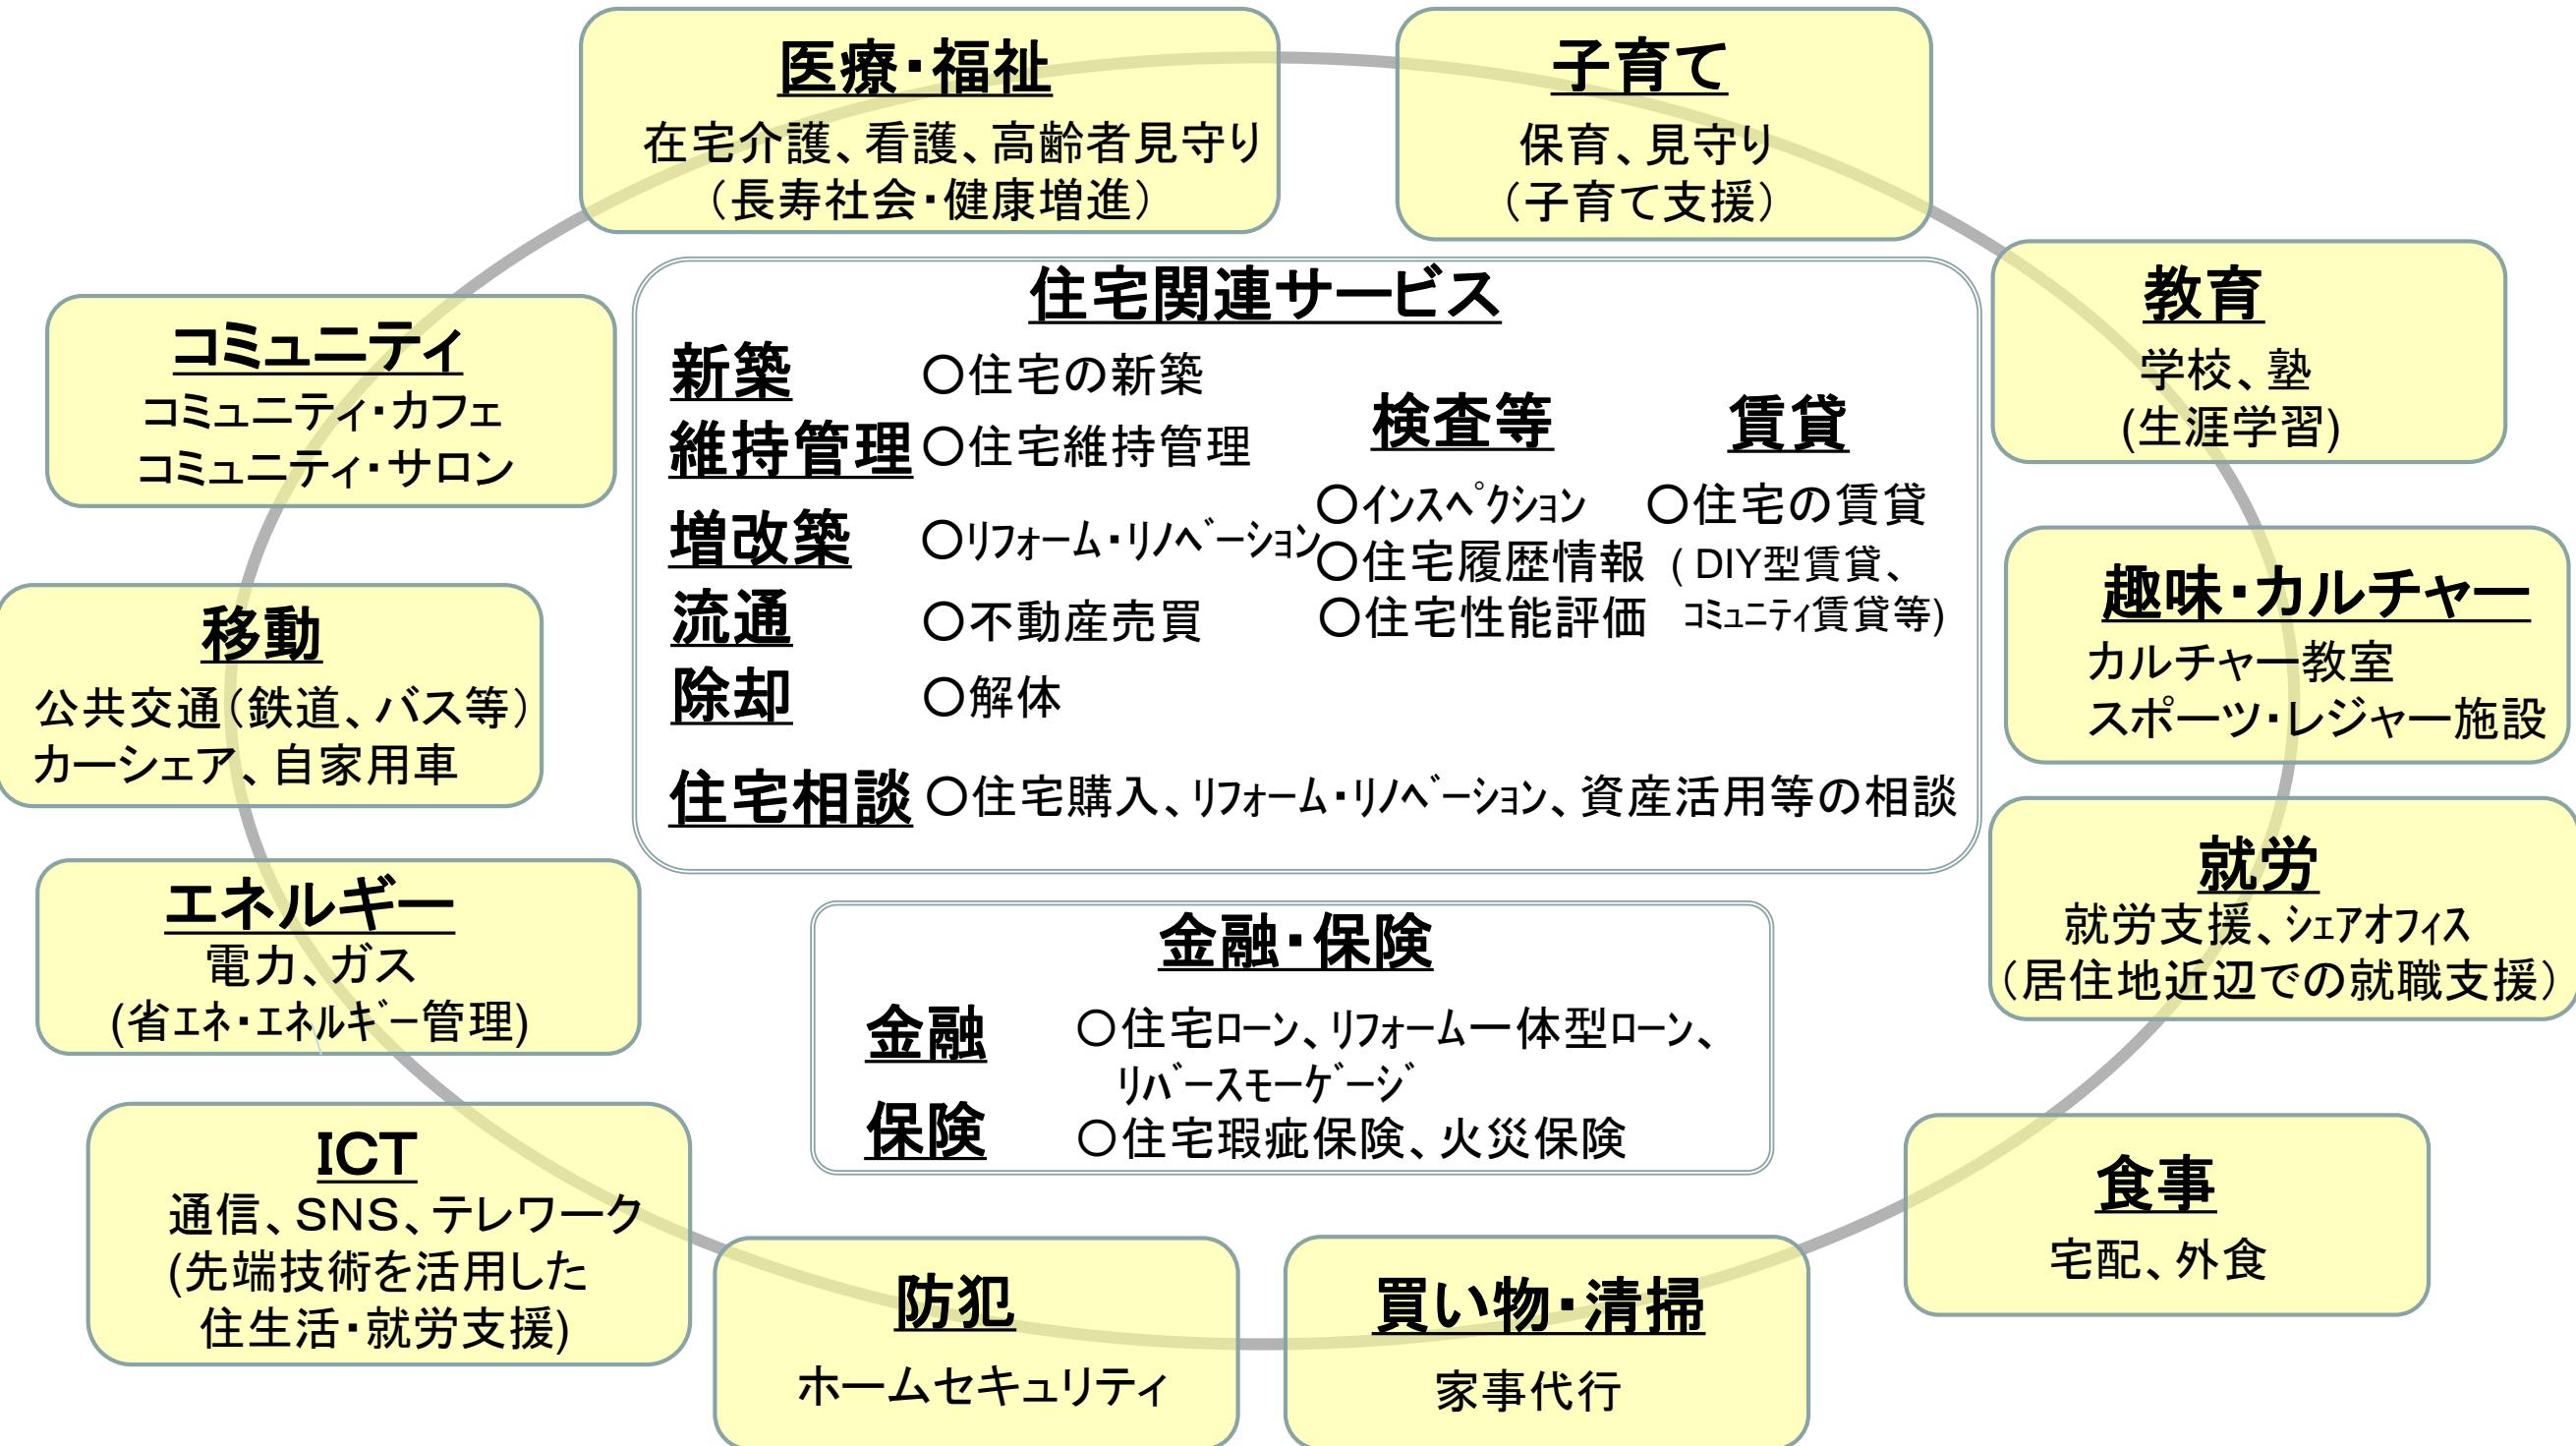 医療・福祉
在宅介護、看護、高齢者見守り
（長寿社会・健康増進）
子育て
保育、見守り
（子育て支援）
教育
学校、塾
(生涯学習)
趣味・カルチャー
カルチャー教室
スポーツ・レジャー施設
就労
就労支援、ｼｪｱｵﾌｨｽ
（居住地近辺での就職支援）
食事
宅配、外食
買い物・清掃
家事代行
防犯
ホームセキュリティ
ICT
通信、SNS、テレワーク
(先端技術を活用した
住生活・就労支援)
エネルギー
電力、ガス
(省ｴﾈ・ｴﾈﾙｷﾞｰ管理)
移動
公共交通（鉄道、バス等）
カーシェア、自家用車
コミュニティ
コミュニティ・カフェ
コミュニティ・サロン
住宅関連サービス
新築 〇住宅の新築
維持管理 〇住宅維持管理
増改築 〇ﾘﾌｫｰﾑ・ﾘﾉﾍﾞｰｼｮﾝ
流通 〇不動産売買
除却 〇解体
検査等
〇ｲﾝｽﾍﾟｸｼｮﾝ
〇住宅履歴情報
〇住宅性能評価
賃貸
〇住宅の賃貸
( DIY型賃貸、
ｺﾐｭﾆﾃｨ賃貸等)
住宅相談 〇住宅購入、ﾘﾌｫｰﾑ・ﾘﾉﾍﾞｰｼｮﾝ、資産活用等の相談
金融・保険
金融 〇住宅ﾛｰﾝ、ﾘﾌｫｰﾑ一体型ﾛｰﾝ、
ﾘﾊﾞｰｽﾓｰｹﾞｰｼﾞ
保険 〇住宅瑕疵保険、火災保険